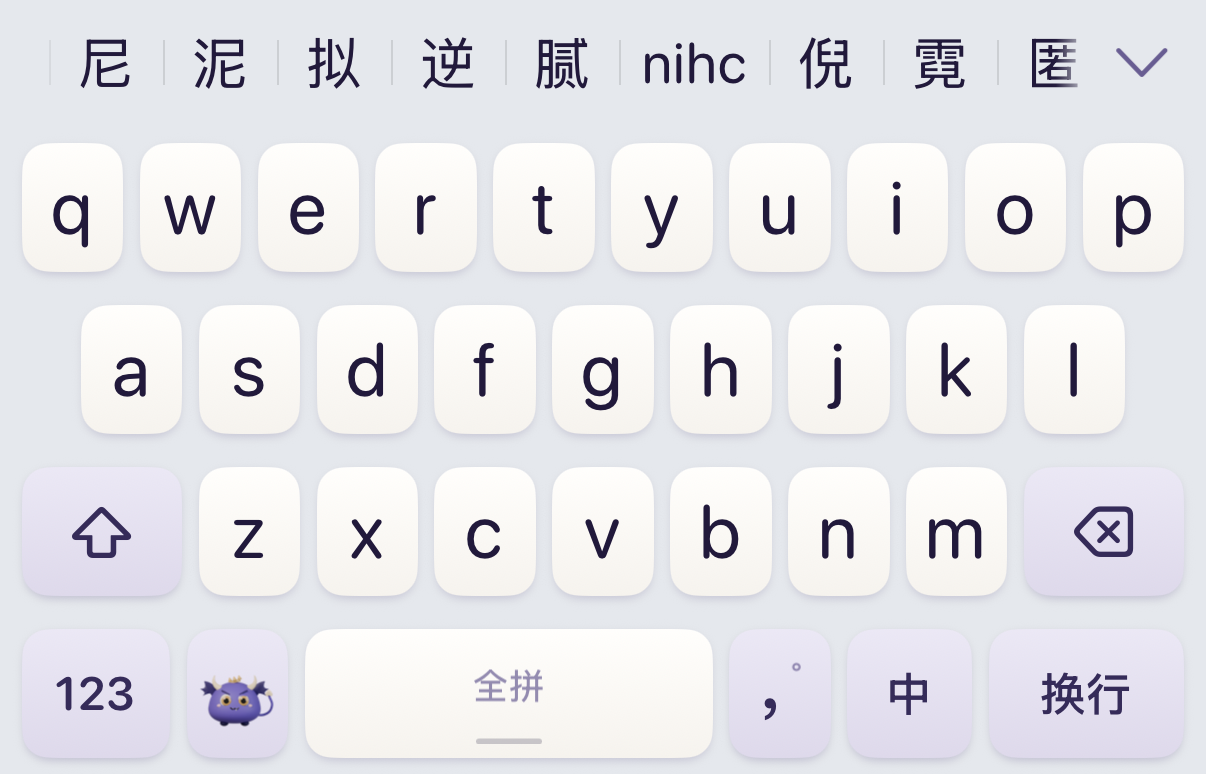 尼 泥 拟 逆 腻 nihc 倪 霓 匿
q w e r t y u i o p
a s d f g h j k l
z x c v b n m
123 全拼 ，。 中 换行